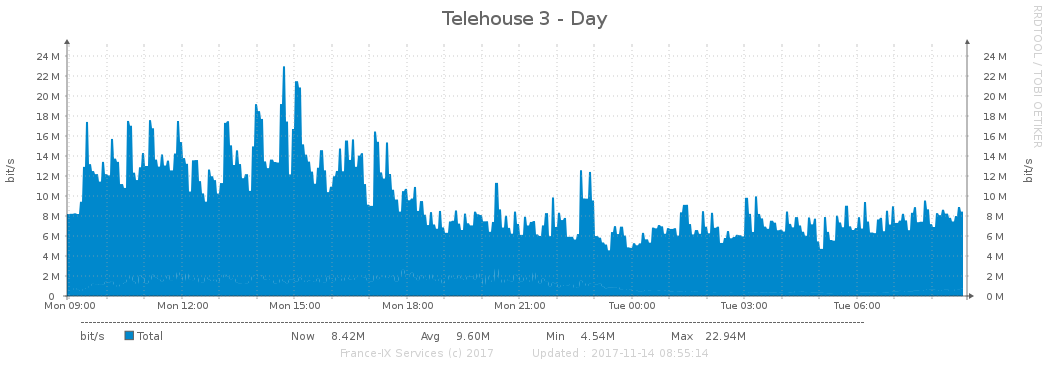 Telehouse 3 - Day
RRDTOOL / TOBI OETIKER
bit/s
24 M 24 M
22 M 22 M
20 M 20 M
18 M 18 M
16 M 16 M
14 M 14 M
12 M 12 M
10 M 10 M
8 M 8 M
6 M 6 M
4 M 4 M
2 M 2 M
0 0 M
bit/s
Mon 09:00 Mon 12:00 Mon 15:00 Mon 18:00 Mon 21:00 Tue 00:00 Tue 03:00 Tue 06:00
bit/s Total Now 8.42M Avg 9.60M Min 4.54M Max 22.94M
France-IX Services (c) 2017 Updated : 2017-11-14 08:55:14